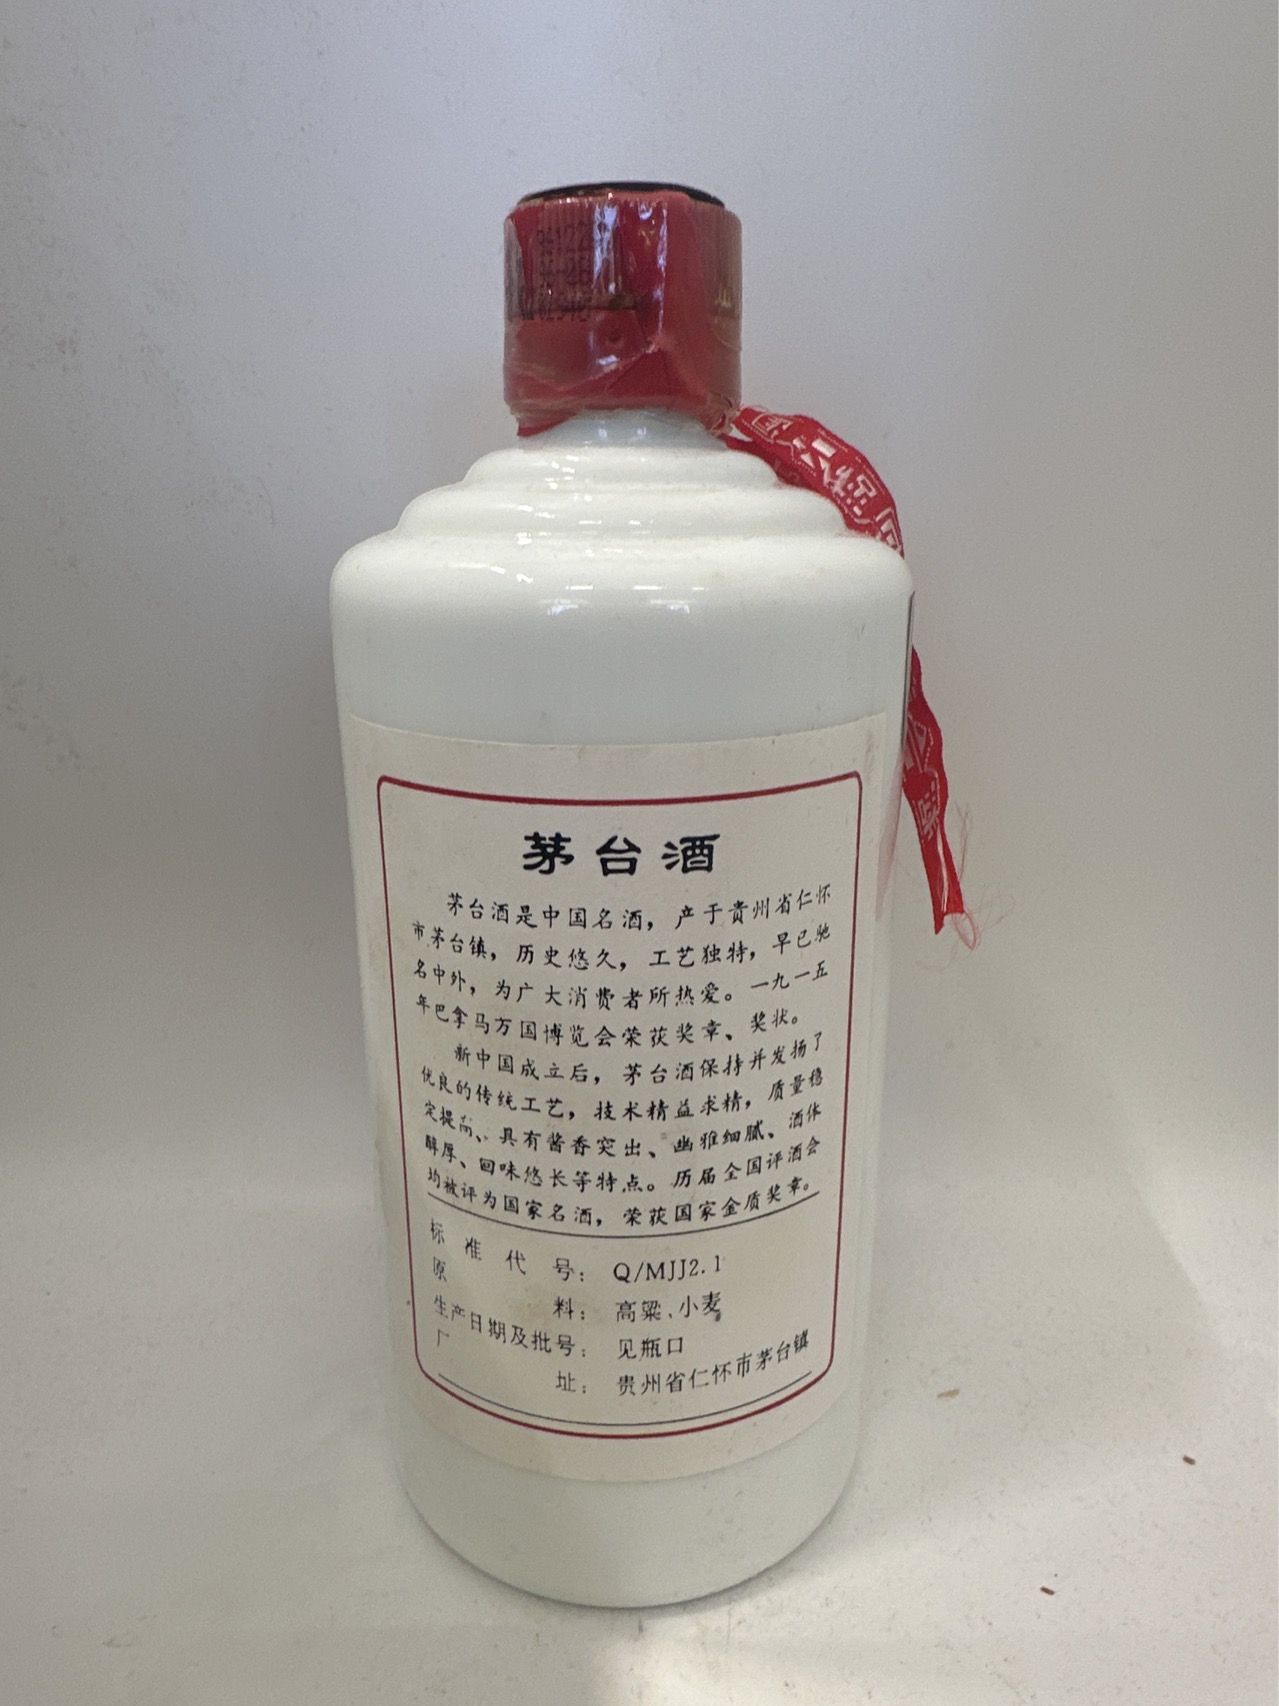 茅台酒
茅台酒是中国名酒，产于贵州省仁怀
市茅台镇，历史悠久，工艺独特，早已驰
名中外，为广大消费者所热爱。一九一五
年巴拿马万国博览会荣获奖章、奖状。
新中国成立后，茅台酒保持并发扬了
优良的传统工艺，技术精益求精，质量稳
定提高、具有酱香突出、幽雅细腻、酒体
醇厚、回味悠长等特点。历届全国评酒会
均被评为国家名酒，荣获国家金质奖章。
标准代号：Q/MJJ2.1
原料：高粱、小麦
生产日期及批号：见瓶口
厂址：贵州省仁怀市茅台镇